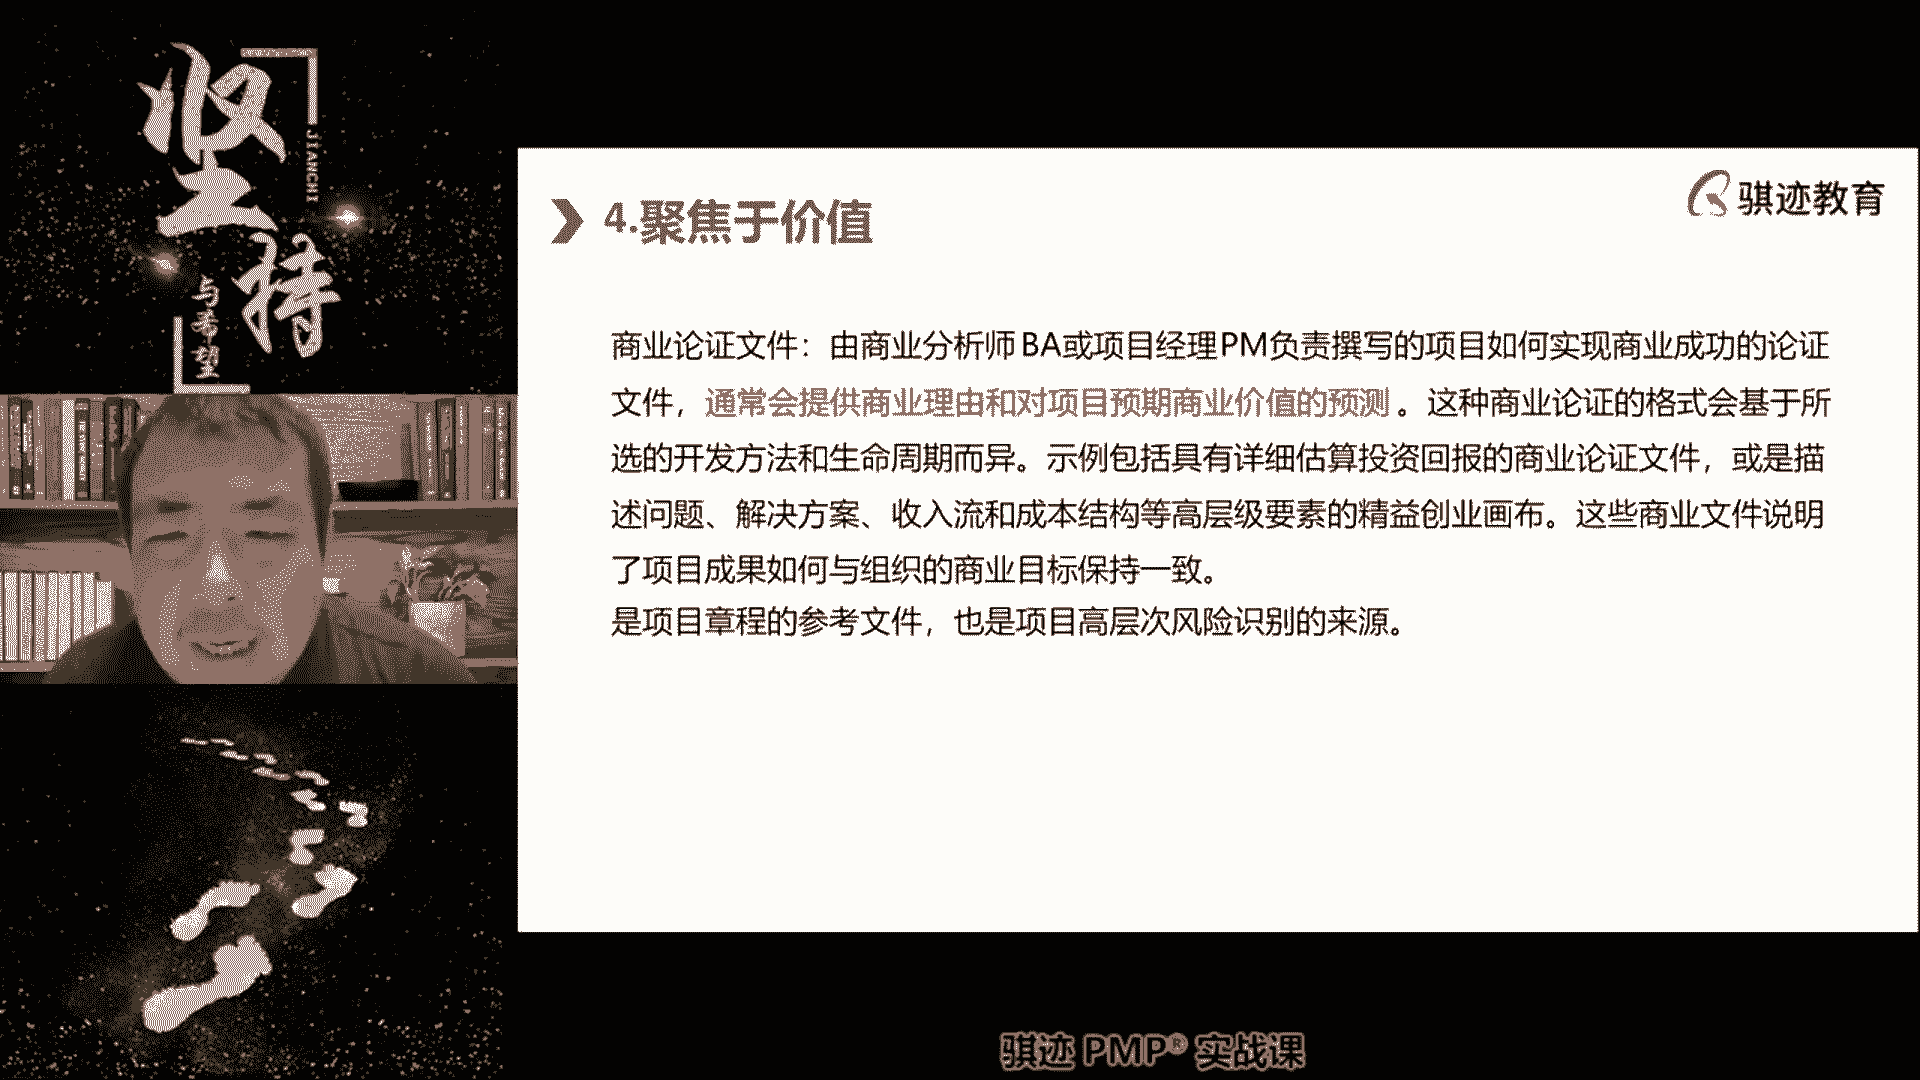 坚持
JIANCHI
与希望
骐迹教育
4.聚焦于价值
商业论证文件：由商业分析师BA或项目经理PM负责撰写的项目如何实现商业成功的论证
文件，通常会提供商业理由和对项目预期商业价值的预测。这种商业论证的格式会基于所
选的开发方法和生命周期而异。示例包括具有详细估算投资回报的商业论证文件，或是描
述问题、解决方案、收入流和成本结构等高层级要素的精益创业画布。这些商业文件说明
了项目成果如何与组织的商业目标保持一致。
是项目章程的参考文件，也是项目高层次风险识别的来源。
骐迹 PMP® 实战课